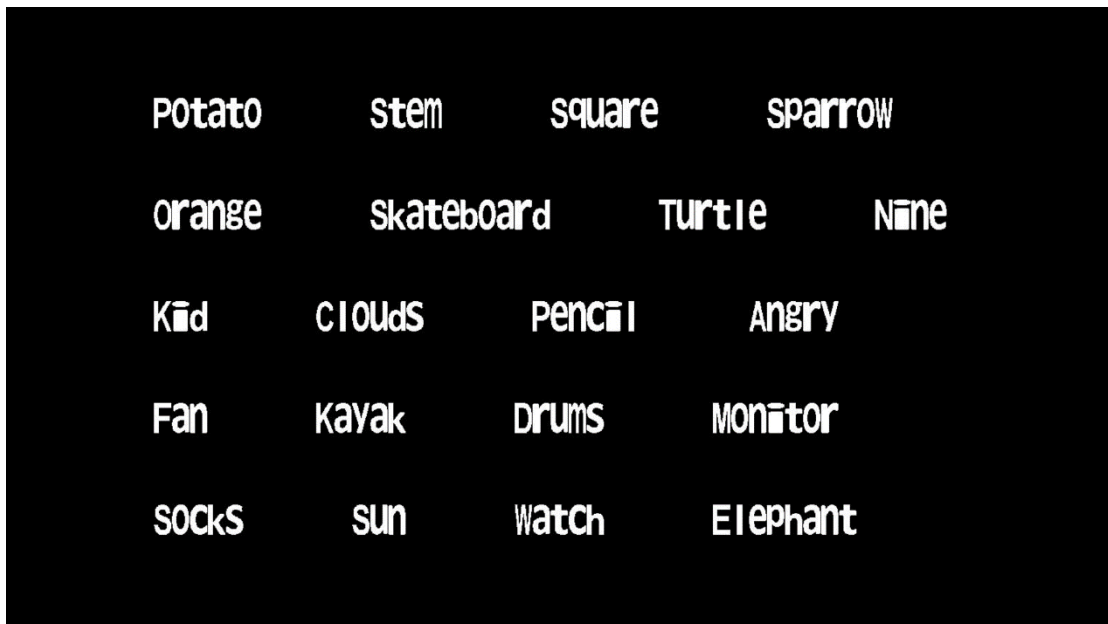 Potato stem square sparrow
Orange Skateboard Turtle Nine
Kid Clouds Pencil Angry
Fan Kayak Drums Monitor
Socks sun Watch Elephant